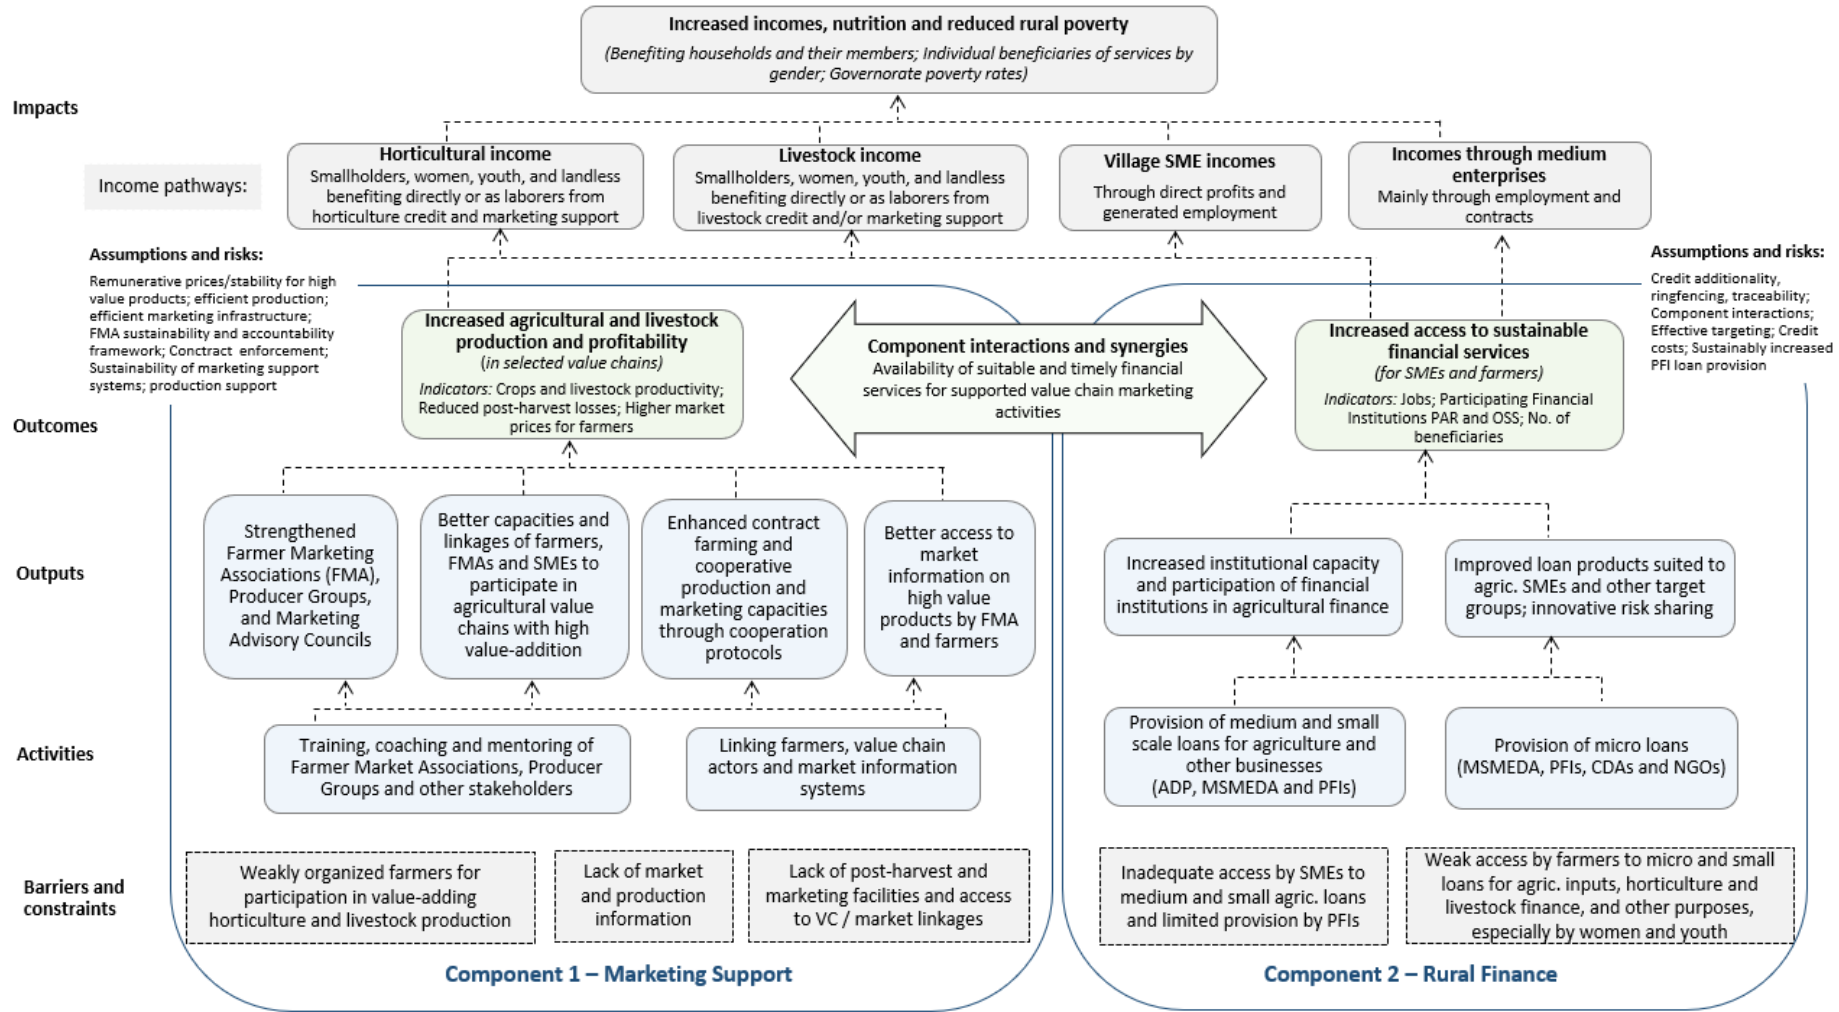 Increased incomes, nutrition and reduced rural poverty
(Benefiting households and their members; Individual beneficiaries of services by
gender; Governorate poverty rates)
Impacts
Income pathways:
Horticultural income
Smallholders, women, youth, and landless
benefiting directly or as laborers from
horticulture credit and marketing support
Livestock income
Smallholders, women, youth, and landless
benefiting directly or as laborers from
livestock credit and/or marketing support
Village SME incomes
Through direct profits and
generated employment
Incomes through medium
enterprises
Mainly through employment and
contracts
Assumptions and risks:
Remunerative prices/stability for high
value products; efficient production;
efficient marketing infrastructure;
FMA sustainability and accountability
framework; Conctract enforcement;
Sustainability of marketing support
systems; production support
Assumptions and risks:
Credit additionality,
ringfencing, traceability;
Component interactions;
Effective targeting; Credit
costs; Sustainably increased
PFI loan provision
Outcomes
Increased agricultural and livestock
production and profitability
(in selected value chains)
Indicators: Crops and livestock productivity;
Reduced post-harvest losses; Higher market
prices for farmers
Component interactions and synergies
Availability of suitable and timely financial
services for supported value chain marketing
activities
Increased access to sustainable
financial services
(for SMEs and farmers)
Indicators: Jobs; Participating Financial
Institutions PAR and OSS; No. of
beneficiaries
Outputs
Strengthened
Farmer Marketing
Associations (FMA),
Producer Groups,
and Marketing
Advisory Councils
Better capacities and
linkages of farmers,
FMAs and SMEs to
participate in
agricultural value
chains with high
value-addition
Enhanced contract
farming and
cooperative
production and
marketing capacities
through cooperation
protocols
Better access to
market
information on
high value
products by FMA
and farmers
Increased institutional capacity
and participation of financial
institutions in agricultural finance
Improved loan products suited to
agric. SMEs and other target
groups; innovative risk sharing
Activities
Training, coaching and mentoring of
Farmer Market Associations, Producer
Groups and other stakeholders
Linking farmers, value chain
actors and market information
systems
Provision of medium and small
scale loans for agriculture and
other businesses
(ADP, MSMEDA and PFIs)
Provision of micro loans
(MSMEDA, PFIs, CDAs and NGOs)
Barriers and
constraints
Weakly organized farmers for
participation in value-adding
horticulture and livestock production
Lack of market
and production
information
Lack of post-harvest and
marketing facilities and access
to VC / market linkages
Inadequate access by SMEs to
medium and small agric. loans
and limited provision by PFIs
Weak access by farmers to micro and small
loans for agric. inputs, horticulture and
livestock finance, and other purposes,
especially by women and youth
Component 1 – Marketing Support
Component 2 – Rural Finance